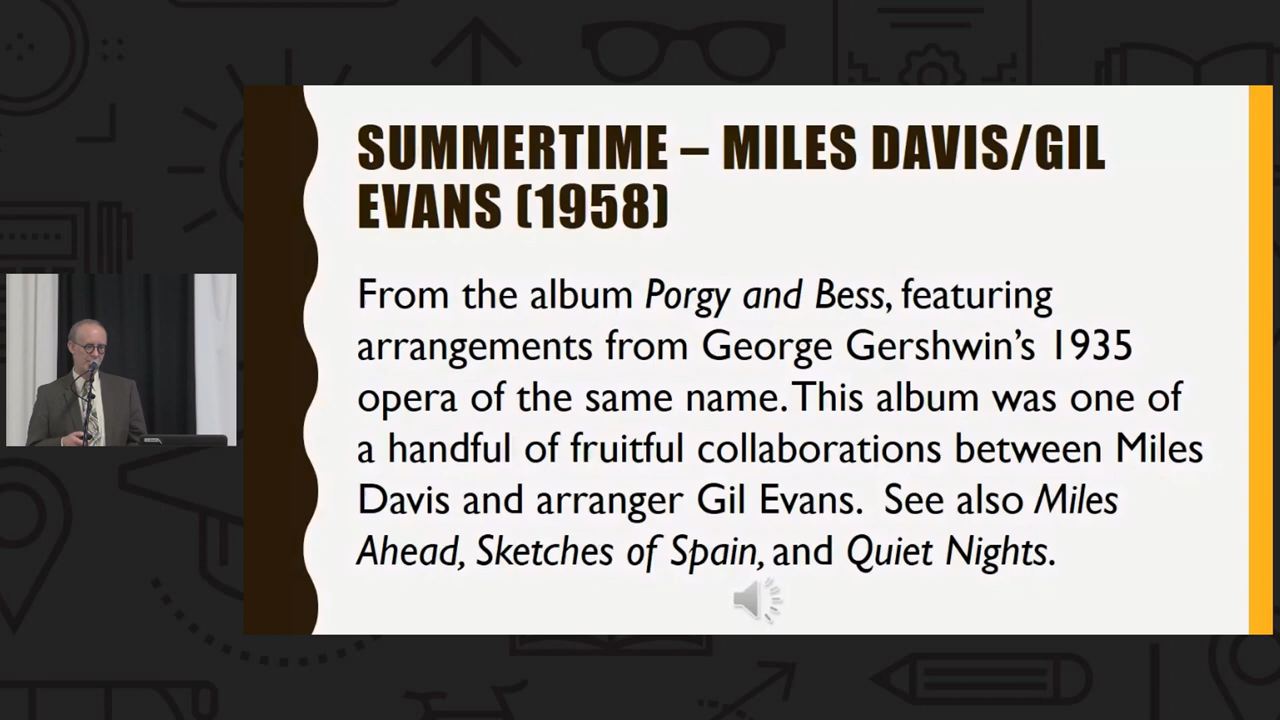 SUMMERTIME – MILES DAVIS/GIL
EVANS (1958)
From the album Porgy and Bess, featuring
arrangements from George Gershwin’s 1935
opera of the same name. This album was one of
a handful of fruitful collaborations between Miles
Davis and arranger Gil Evans.  See also Miles
Ahead, Sketches of Spain, and Quiet Nights.